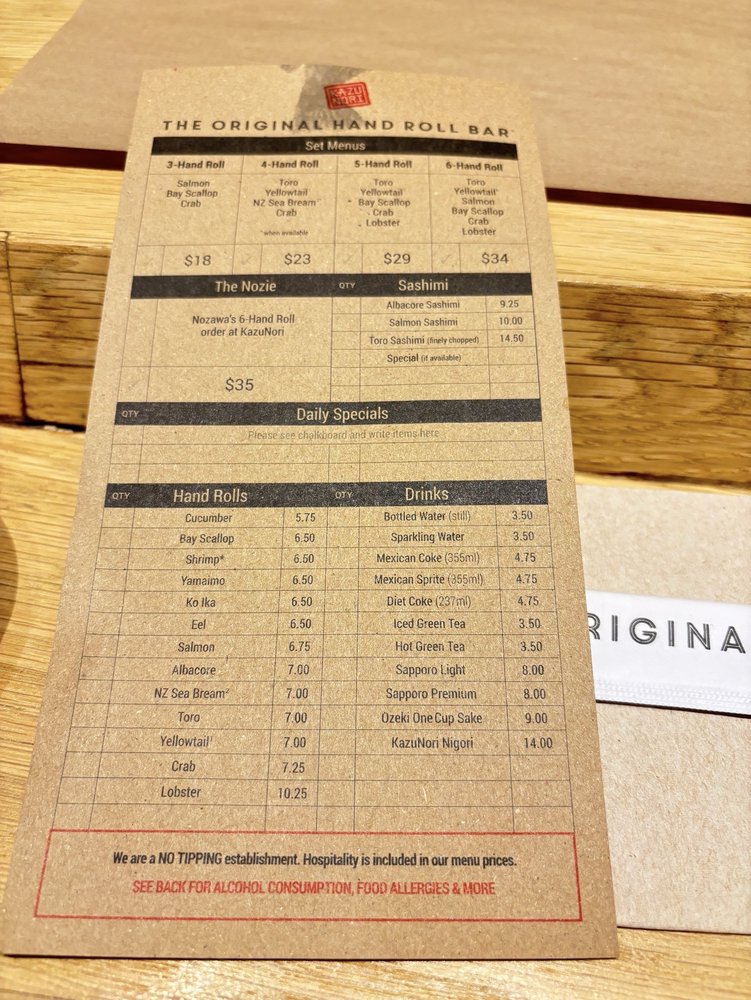 KAZU
NORI
THE ORIGINAL HAND ROLL BAR
Set Menus
3-Hand Roll
Salmon
Bay Scallop
Crab
$18
4-Hand Roll
Toro
Yellowtail
NZ Sea Bream
Crab
*when available
$23
5-Hand Roll
Toro
Yellowtail
Bay Scallop
Crab
Lobster
$29
6-Hand Roll
Toro
Yellowtail
Salmon
Bay Scallop
Crab
Lobster
$34
The Nozie
Nozawa's 6-Hand Roll
order at KazuNori
$35
QTY Sashimi
Albacore Sashimi 9.25
Salmon Sashimi 10.00
Toro Sashimi (finely chopped) 14.50
Special (if available)
QTY Daily Specials
Please see chalkboard and write items here
QTY Hand Rolls
Cucumber 5.75
Bay Scallop 6.50
Shrimp* 6.50
Yamaimo 6.50
Ko Ika 6.50
Eel 6.50
Salmon 6.75
Albacore 7.00
NZ Sea Bream² 7.00
Toro 7.00
Yellowtail¹ 7.00
Crab 7.25
Lobster 10.25
QTY Drinks
Bottled Water (still) 3.50
Sparkling Water 3.50
Mexican Coke (355ml) 4.75
Mexican Sprite (355ml) 4.75
Diet Coke (237ml) 4.75
Iced Green Tea 3.50
Hot Green Tea 3.50
Sapporo Light 8.00
Sapporo Premium 8.00
Ozeki One Cup Sake 9.00
KazuNori Nigori 14.00
We are a NO TIPPING establishment. Hospitality is included in our menu prices.
SEE BACK FOR ALCOHOL CONSUMPTION, FOOD ALLERGIES & MORE
RIGINA